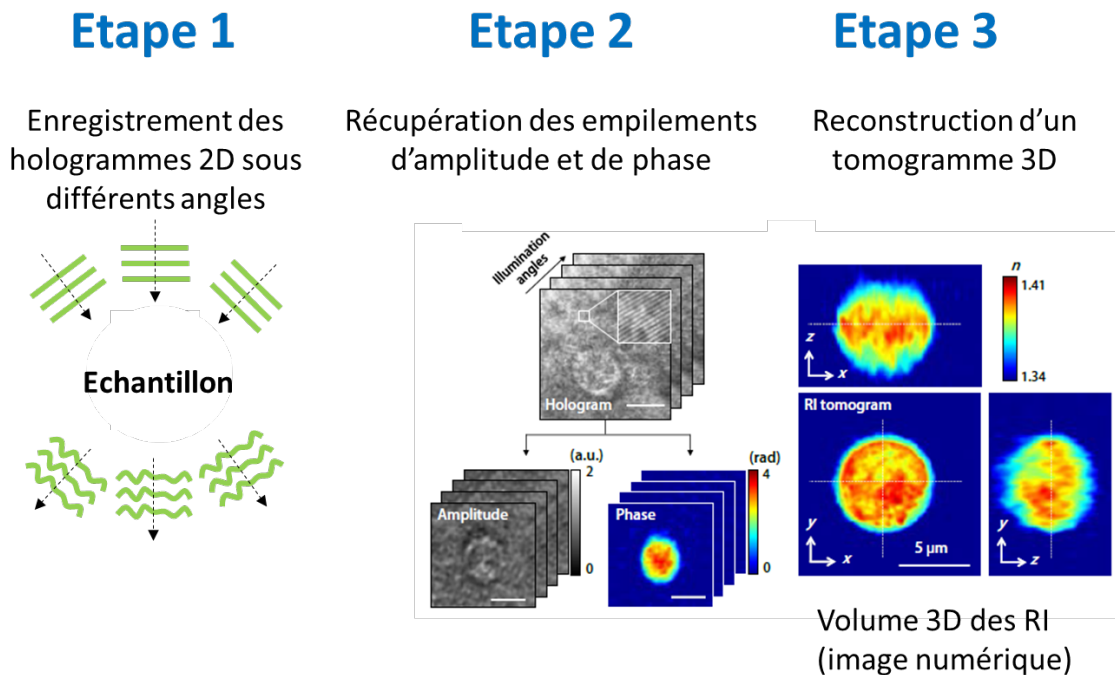 Etape 1
Enregistrement des
hologrammes 2D sous
différents angles
Echantillon
Etape 2
Récupération des empilements
d’amplitude et de phase
Illumination
angles
Hologram
(a.u.)
2
0
Amplitude
(rad)
4
0
Phase
Etape 3
Reconstruction d’un
tomogramme 3D
n
1.41
1.34
z
x
RI tomogram
y
x
5 µm
y
z
Volume 3D des RI
(image numérique)